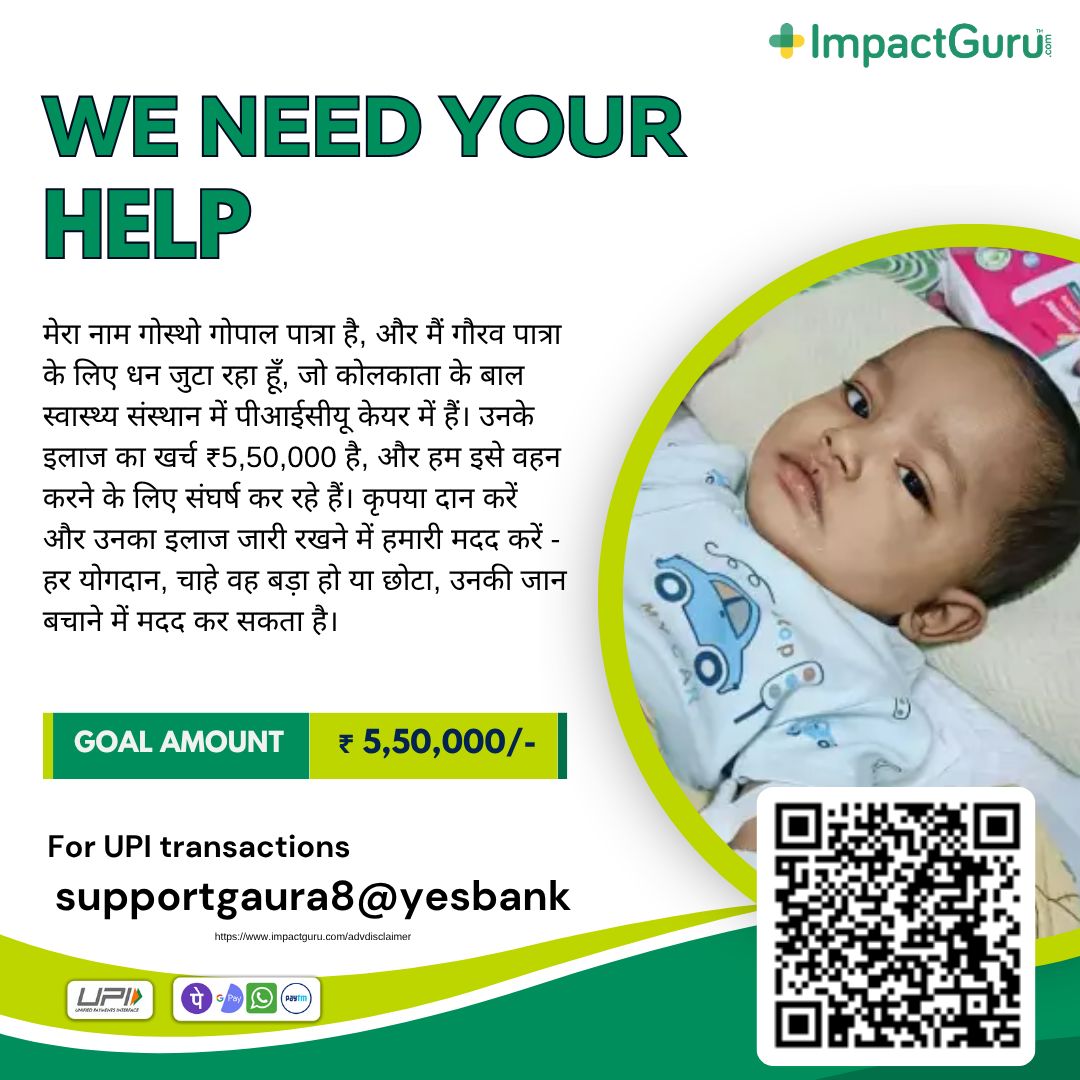 ImpactGuru.com
WE NEED YOUR
HELP
मेरा नाम गोस्थो गोपाल पात्रा है, और मैं गौरव पात्रा
के लिए धन जुटा रहा हूँ, जो कोलकाता के बाल
स्वास्थ्य संस्थान में पीआईसीयू केयर में हैं। उनके
इलाज का खर्च ₹5,50,000 है, और हम इसे वहन
करने के लिए संघर्ष कर रहे हैं। कृपया दान करें
और उनका इलाज जारी रखने में हमारी मदद करें -
हर योगदान, चाहे वह बड़ा हो या छोटा, उनकी जान
बचाने में मदद कर सकता है।
MY CAR
GOAL AMOUNT ₹ 5,50,000/-
For UPI transactions
supportgaura8@yesbank
https://www.impactguru.com/advdisclaimer
UPI
UNIFIED PAYMENTS INTERFACE
पे G Pay paytm